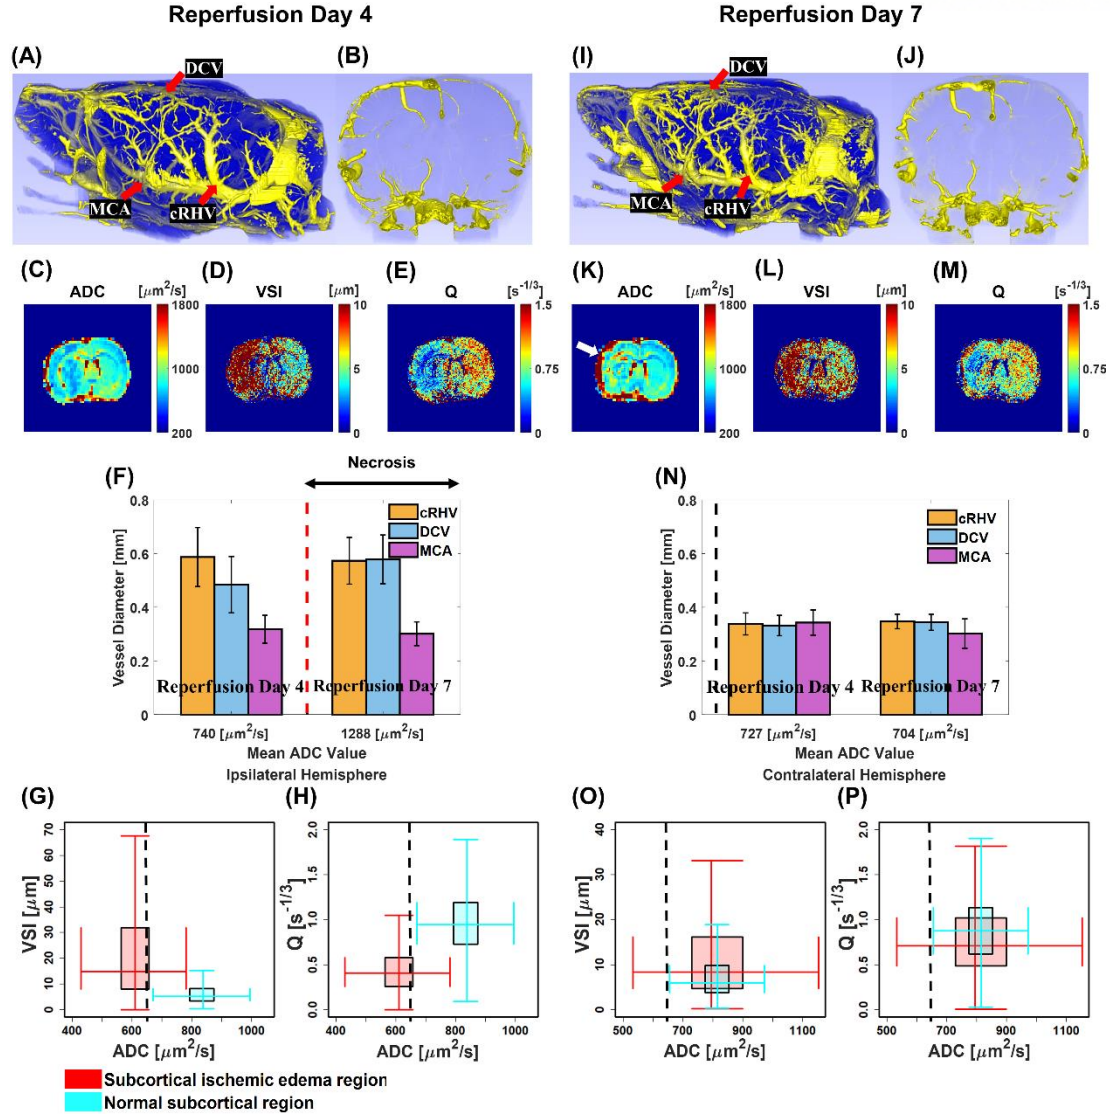 Reperfusion Day 4
Reperfusion Day 7
(A)
DCV
MCA
cRHV
(B)
(I)
DCV
MCA
cRHV
(J)
(C)
ADC
[μm²/s]
1800
1000
200
(D)
VSI
[μm]
10
5
0
(E)
Q
[s⁻¹/³]
1.5
0.75
0
(K)
ADC
[μm²/s]
1800
1000
200
(L)
VSI
[μm]
10
5
0
(M)
Q
[s⁻¹/³]
1.5
0.75
0
(F)
Necrosis
Vessel Diameter [mm]
0.8
0.6
0.4
0.2
0
cRHV
DCV
MCA
Reperfusion Day 4
Reperfusion Day 7
740 [μm²/s]
1288 [μm²/s]
Mean ADC Value
Ipsilateral Hemisphere
(N)
Vessel Diameter [mm]
0.8
0.6
0.4
0.2
0
cRHV
DCV
MCA
Reperfusion Day 4
Reperfusion Day 7
727 [μm²/s]
704 [μm²/s]
Mean ADC Value
Contralateral Hemisphere
(G)
VSI [μm]
70
60
50
40
30
20
10
0
400 600 800 1000
ADC [μm²/s]
(H)
Q [s⁻¹/³]
2.0
1.5
1.0
0.5
0.0
400 600 800 1000
ADC [μm²/s]
(O)
VSI [μm]
40
30
20
10
0
500 700 900 1100
ADC [μm²/s]
(P)
Q [s⁻¹/³]
2.0
1.5
1.0
0.5
0.0
500 700 900 1100
ADC [μm²/s]
Subcortical ischemic edema region
Normal subcortical region